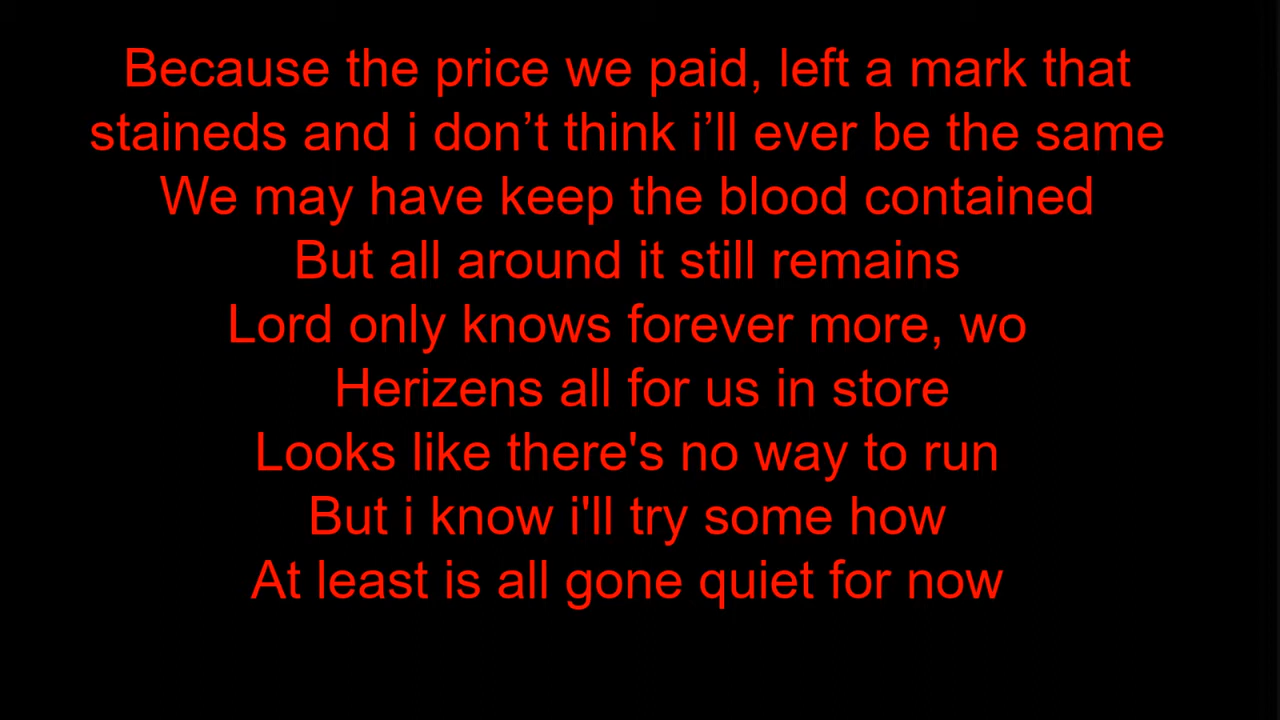 Because the price we paid, left a mark that
staineds and i don’t think i’ll ever be the same
We may have keep the blood contained
But all around it still remains
Lord only knows forever more, wo
Herizens all for us in store
Looks like there's no way to run
But i know i'll try some how
At least is all gone quiet for now